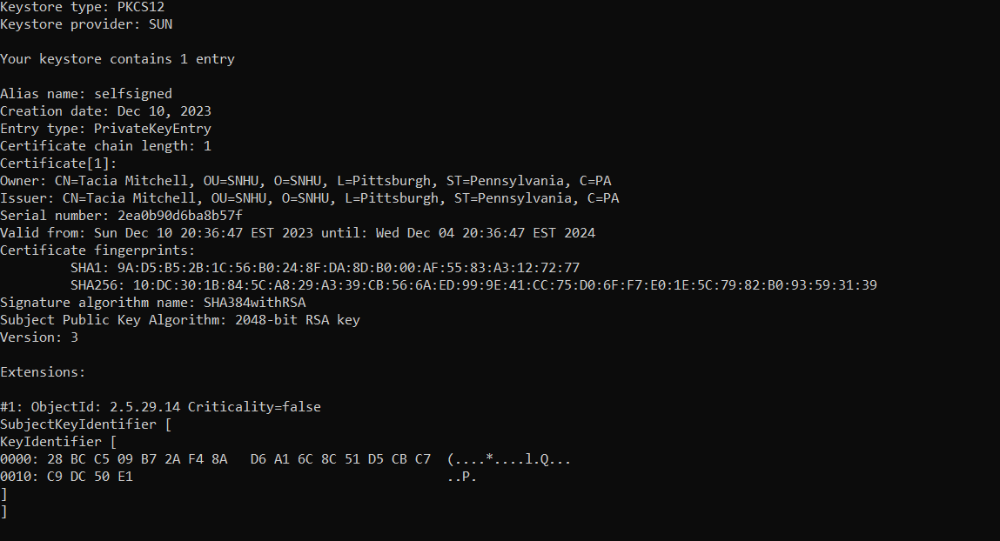 Keystore type: PKCS12
Keystore provider: SUN
Your keystore contains 1 entry
Alias name: selfsigned
Creation date: Dec 10, 2023
Entry type: PrivateKeyEntry
Certificate chain length: 1
Certificate[1]:
Owner: CN=Tacia Mitchell, OU=SNHU, O=SNHU, L=Pittsburgh, ST=Pennsylvania, C=PA
Issuer: CN=Tacia Mitchell, OU=SNHU, O=SNHU, L=Pittsburgh, ST=Pennsylvania, C=PA
Serial number: 2ea0b90d6ba8b57f
Valid from: Sun Dec 10 20:36:47 EST 2023 until: Wed Dec 04 20:36:47 EST 2024
Certificate fingerprints:
SHA1: 9A:D5:B5:2B:1C:56:B0:24:8F:DA:8D:B0:00:AF:55:83:A3:12:72:77
SHA256: 10:DC:30:1B:84:5C:A8:29:A3:39:CB:56:6A:ED:99:9E:41:CC:75:D0:6F:F7:E0:1E:5C:79:82:B0:93:59:31:39
Signature algorithm name: SHA384withRSA
Subject Public Key Algorithm: 2048-bit RSA key
Version: 3
Extensions:
#1: ObjectId: 2.5.29.14 Criticality=false
SubjectKeyIdentifier [
KeyIdentifier [
0000: 28 BC C5 09 B7 2A F4 8A   D6 A1 6C 8C 51 D5 CB C7  (....*....l.Q...
0010: C9 DC 50 E1                                        ..P.
]
]